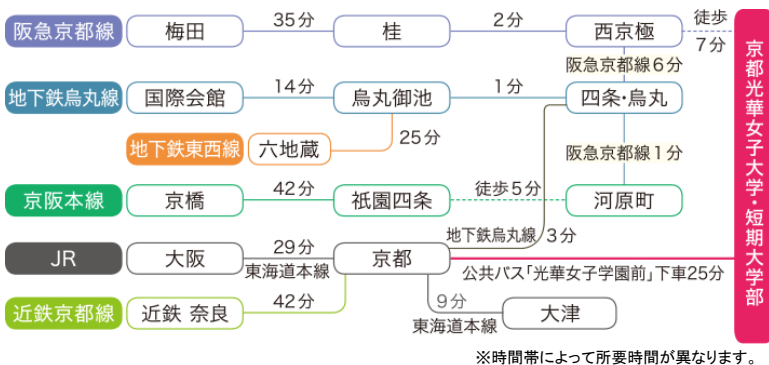 阪急京都線 梅田 35分 桂 2分 西京極 徒歩7分
阪急京都線6分
地下鉄烏丸線 国際会館 14分 烏丸御池 1分 四条・烏丸
地下鉄東西線 六地蔵 25分
阪急京都線1分
京阪本線 京橋 42分 祇園四条 徒歩5分 河原町
地下鉄烏丸線 3分
JR 大阪 29分 東海道本線 京都
公共バス「光華女子学園前」下車25分
近鉄京都線 近鉄 奈良 42分
9分 東海道本線 大津
京都光華女子大学・短期大学部
※時間帯によって所要時間が異なります。